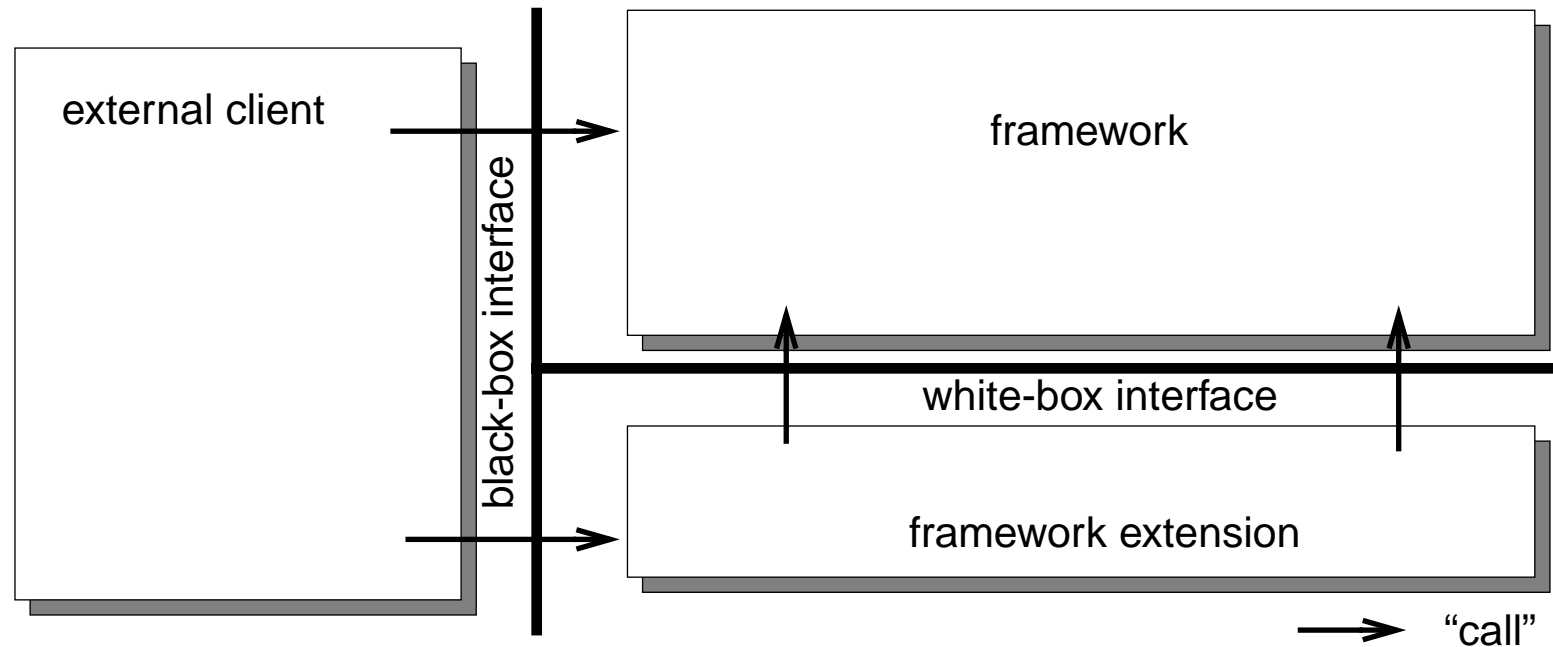 external client
framework
black-box interface
white-box interface
framework extension
“call”